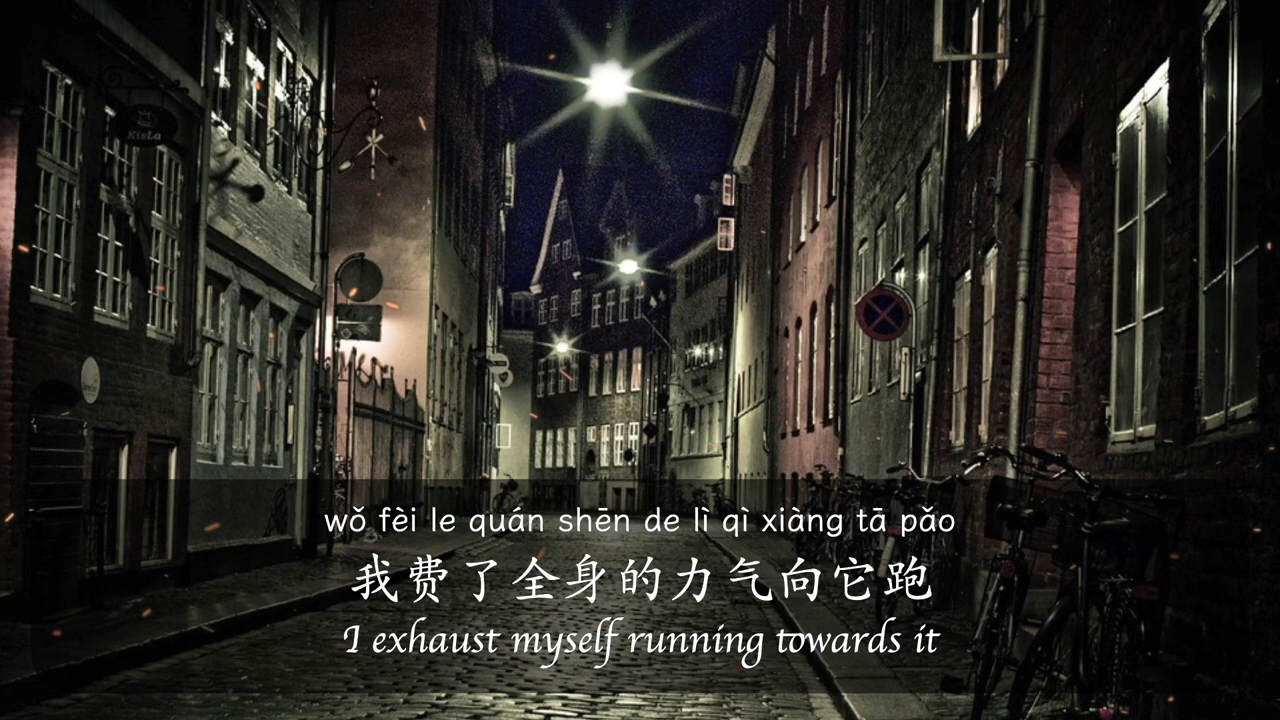 KisLa
wǒ fèi le quán shēn de lì qì xiàng tā pǎo
我费了全身的力气向它跑
I exhaust myself running towards it